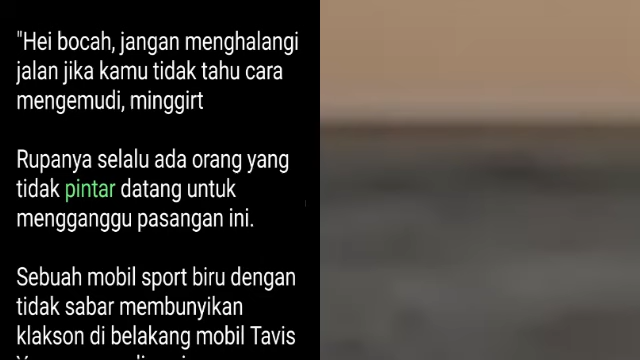 "Hei bocah, jangan menghalangi
jalan jika kamu tidak tahu cara
mengemudi, minggirt
Rupanya selalu ada orang yang
tidak pintar datang untuk
mengganggu pasangan ini.
Sebuah mobil sport biru dengan
tidak sabar membunyikan
klakson di belakang mobil Tavis